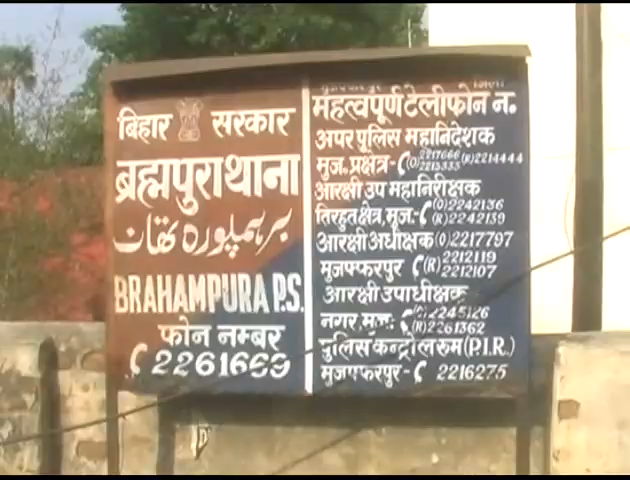 बिहार सरकार
ब्रह्मपुरा थाना
برہمپورہ تھانہ
BRAHAMPURA P.S.
फोन नम्बर
2261669
महत्वपूर्ण टेलीफोन न०
अपर पुलिस महानिदेशक
मुज. प्रक्षेत्र- (O) 2217666 (R) 2214444
आरक्षी उप महानिरीक्षक
तिरहुत क्षेत्र, मुज.- (O) 2242136
(R) 2242139
आरक्षी अधीक्षक (O) 2217797
मुजफ्फरपुर (R) 2212119
2212107
आरक्षी उपाधीक्षक
नगर 2245126
(R) 2261362
पुलिस कन्ट्रोल रूम (P.I.R.)
मुजफ्फरपुर- 2216275